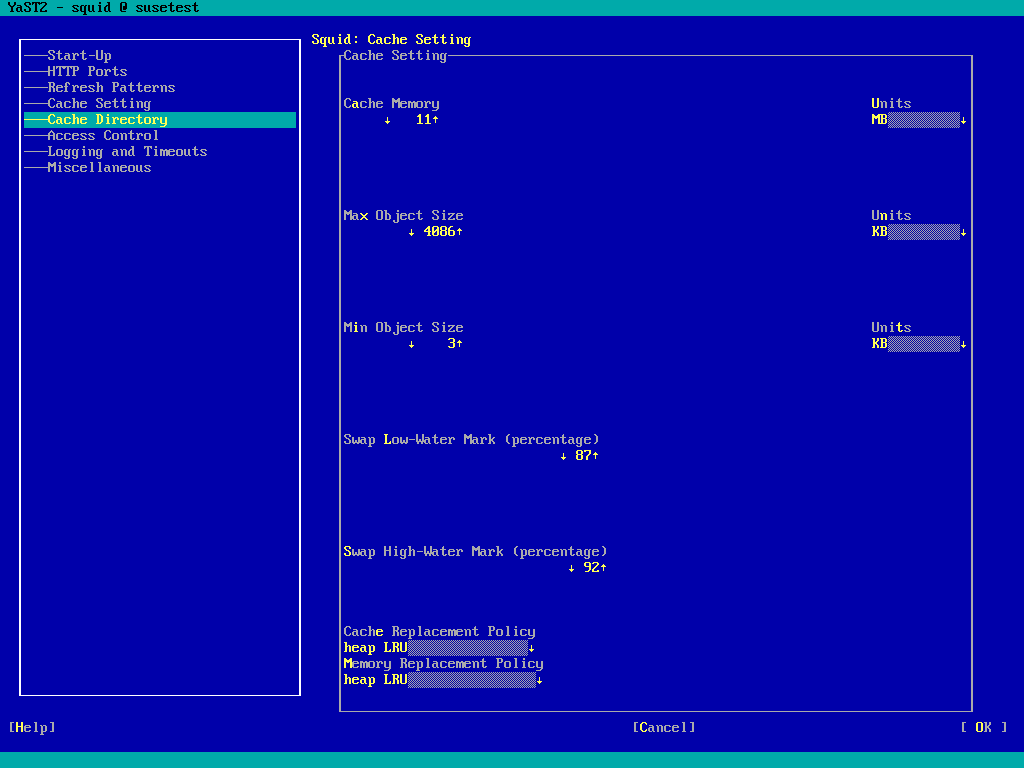 YaST2 - squid @ susetest
Squid: Cache Setting
Start-Up
HTTP Ports
Refresh Patterns
Cache Setting
Cache Directory
Access Control
Logging and Timeouts
Miscellaneous
Cache Setting
Cache Memory Units
↓ 11↑ MB ↓
Max Object Size Units
↓ 4086↑ KB ↓
Min Object Size Units
↓ 3↑ KB ↓
Swap Low-Water Mark (percentage)
↓ 87↑
Swap High-Water Mark (percentage)
↓ 92↑
Cache Replacement Policy
heap LRU ↓
Memory Replacement Policy
heap LRU ↓
[Help] [Cancel] [ OK ]